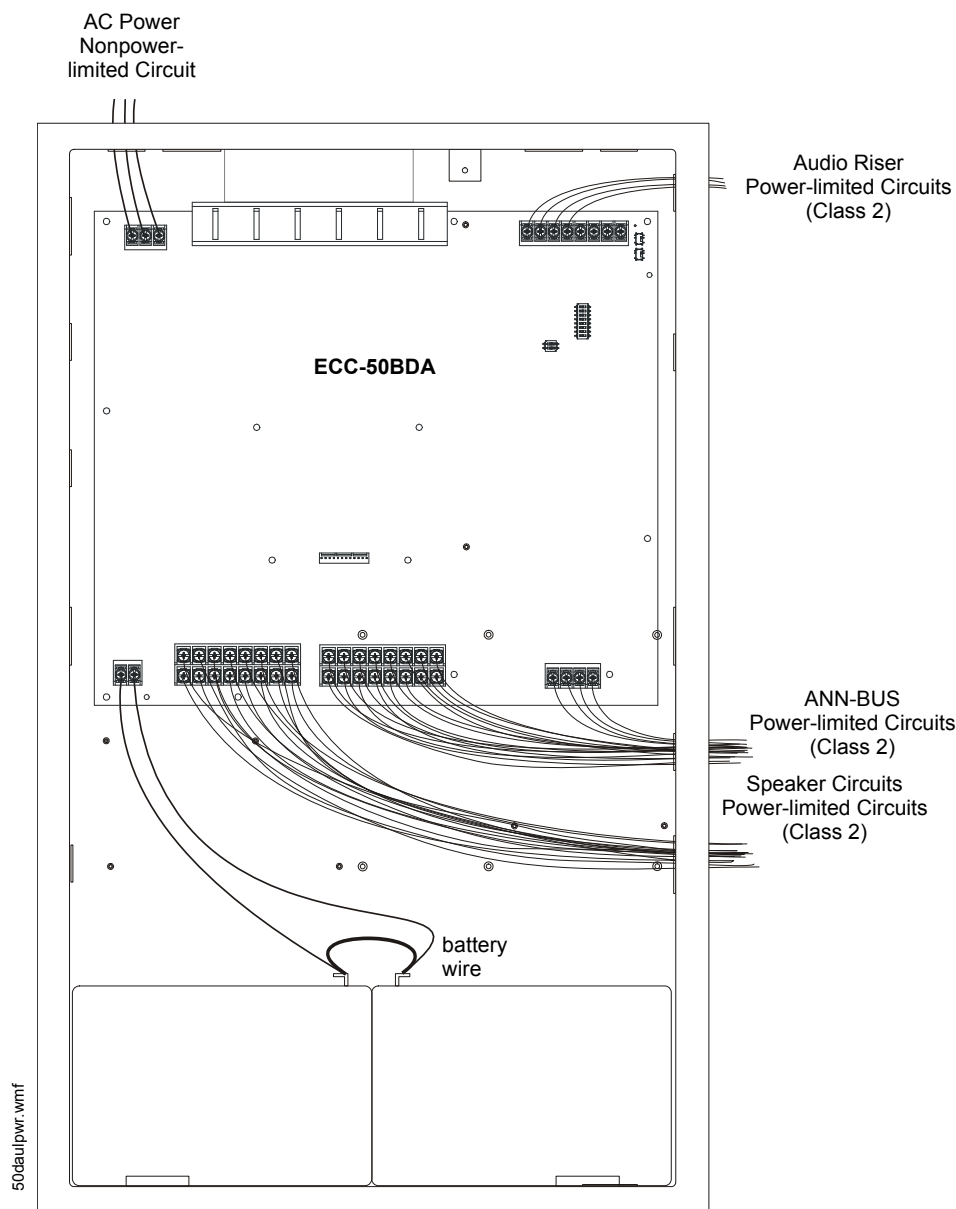 AC Power
Nonpower-
limited Circuit
Audio Riser
Power-limited Circuits
(Class 2)
ECC-50BDA
ANN-BUS
Power-limited Circuits
(Class 2)
Speaker Circuits
Power-limited Circuits
(Class 2)
battery
wire
50daulpwr.wmf